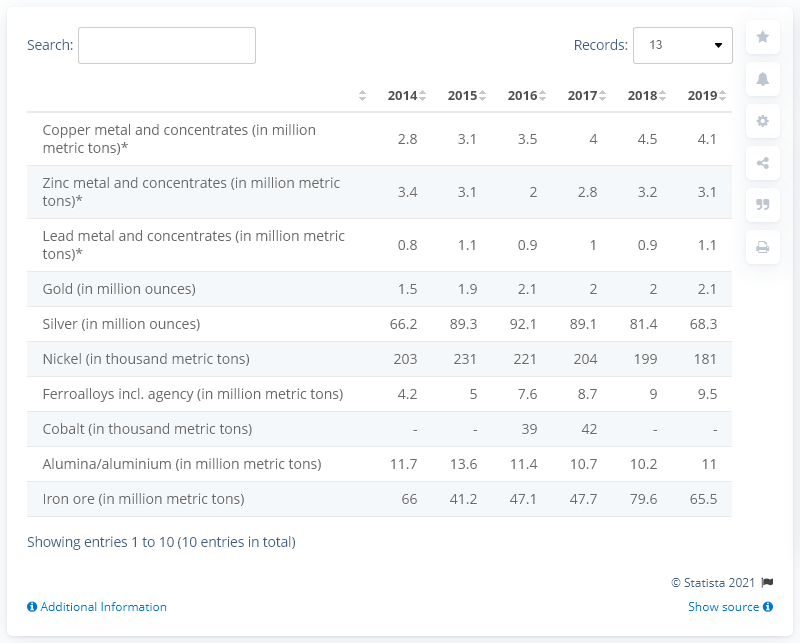 Search: Records: 13
2014 2015 2016 2017 2018 2019
Copper metal and concentrates (in million
metric tons)* 2.8 3.1 3.5 4 4.5 4.1
Zinc metal and concentrates (in million metric
tons)* 3.4 3.1 2 2.8 3.2 3.1
Lead metal and concentrates (in million metric
tons)* 0.8 1.1 0.9 1 0.9 1.1
Gold (in million ounces) 1.5 1.9 2.1 2 2 2.1
Silver (in million ounces) 66.2 89.3 92.1 89.1 81.4 68.3
Nickel (in thousand metric tons) 203 231 221 204 199 181
Ferroalloys incl. agency (in million metric tons) 4.2 5 7.6 8.7 9 9.5
Cobalt (in thousand metric tons) - - 39 42 - -
Alumina/aluminium (in million metric tons) 11.7 13.6 11.4 10.7 10.2 11
Iron ore (in million metric tons) 66 41.2 47.1 47.7 79.6 65.5
Showing entries 1 to 10 (10 entries in total)
© Statista 2021
Additional Information Show source